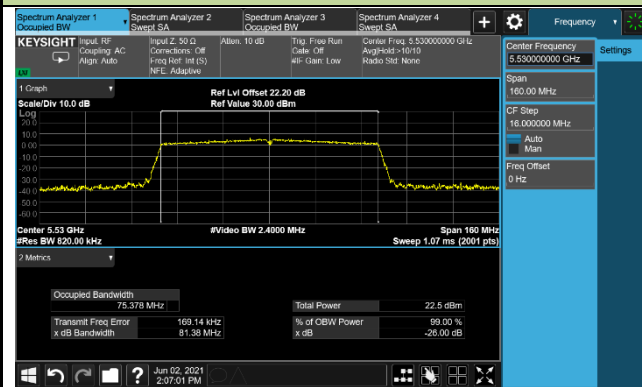 Spectrum Analyzer 1
Occupied BW
Spectrum Analyzer 2
Swept SA
Spectrum Analyzer 3
Occupied BW
Spectrum Analyzer 4
Swept SA
+
Frequency
KEYSIGHT
Input: RF
Coupling: AC
Align: Auto
Input Z: 50 Ω
Corrections: Off
Freq Ref: Int (S)
NFE: Adaptive
Atten: 10 dB
Trig: Free Run
Gate: Off
#IF Gain: Low
Center Freq: 5.530000000 GHz
Avg|Hold:>10/10
Radio Std: None
Center Frequency
5.530000000 GHz
Settings
Span
160.00 MHz
CF Step
16.000000 MHz
Auto
Man
Freq Offset
0 Hz
1 Graph
Scale/Div 10.0 dB
Ref Lvl Offset 22.20 dB
Ref Value 30.00 dBm
Log
20.0
10.0
0.00
-10.0
-20.0
-30.0
-40.0
-50.0
-60.0
Center 5.53 GHz
#Res BW 820.00 kHz
#Video BW 2.4000 MHz
Span 160 MHz
Sweep 1.07 ms (2001 pts)
2 Metrics
Occupied Bandwidth
75.378 MHz
Total Power
22.5 dBm
Transmit Freq Error
169.14 kHz
% of OBW Power
99.00 %
x dB Bandwidth
81.38 MHz
x dB
-26.00 dB
?
Jun 02, 2021
2:07:01 PM